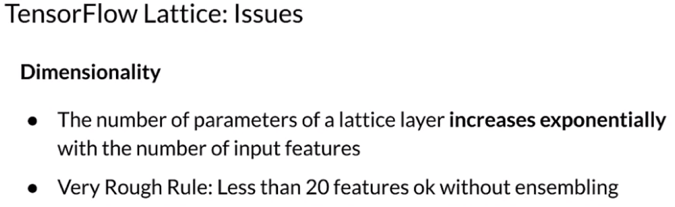 TensorFlow Lattice: Issues
Dimensionality
● The number of parameters of a lattice layer increases exponentially
with the number of input features
● Very Rough Rule: Less than 20 features ok without ensembling